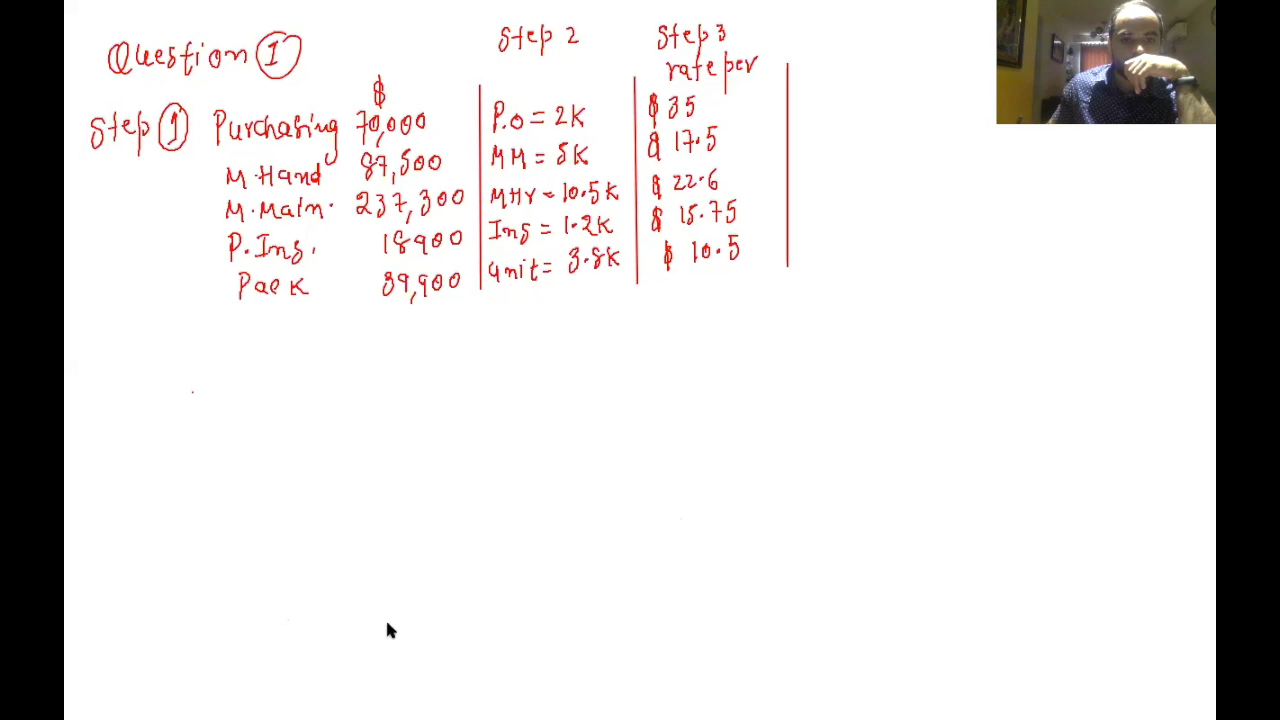 Question 1
Step 1 Purchasing $ 70,000
M.Hand 87,500
M.Main. 237,300
P.Ins. 18900
Pack 39,900
Step 2
P.O = 2K
MM = 5K
MHr = 10.5K
Ins = 1.2K
Unit = 3.8K
Step 3
rate per
$ 35
$ 17.5
$ 22.6
$ 15.75
$ 10.5